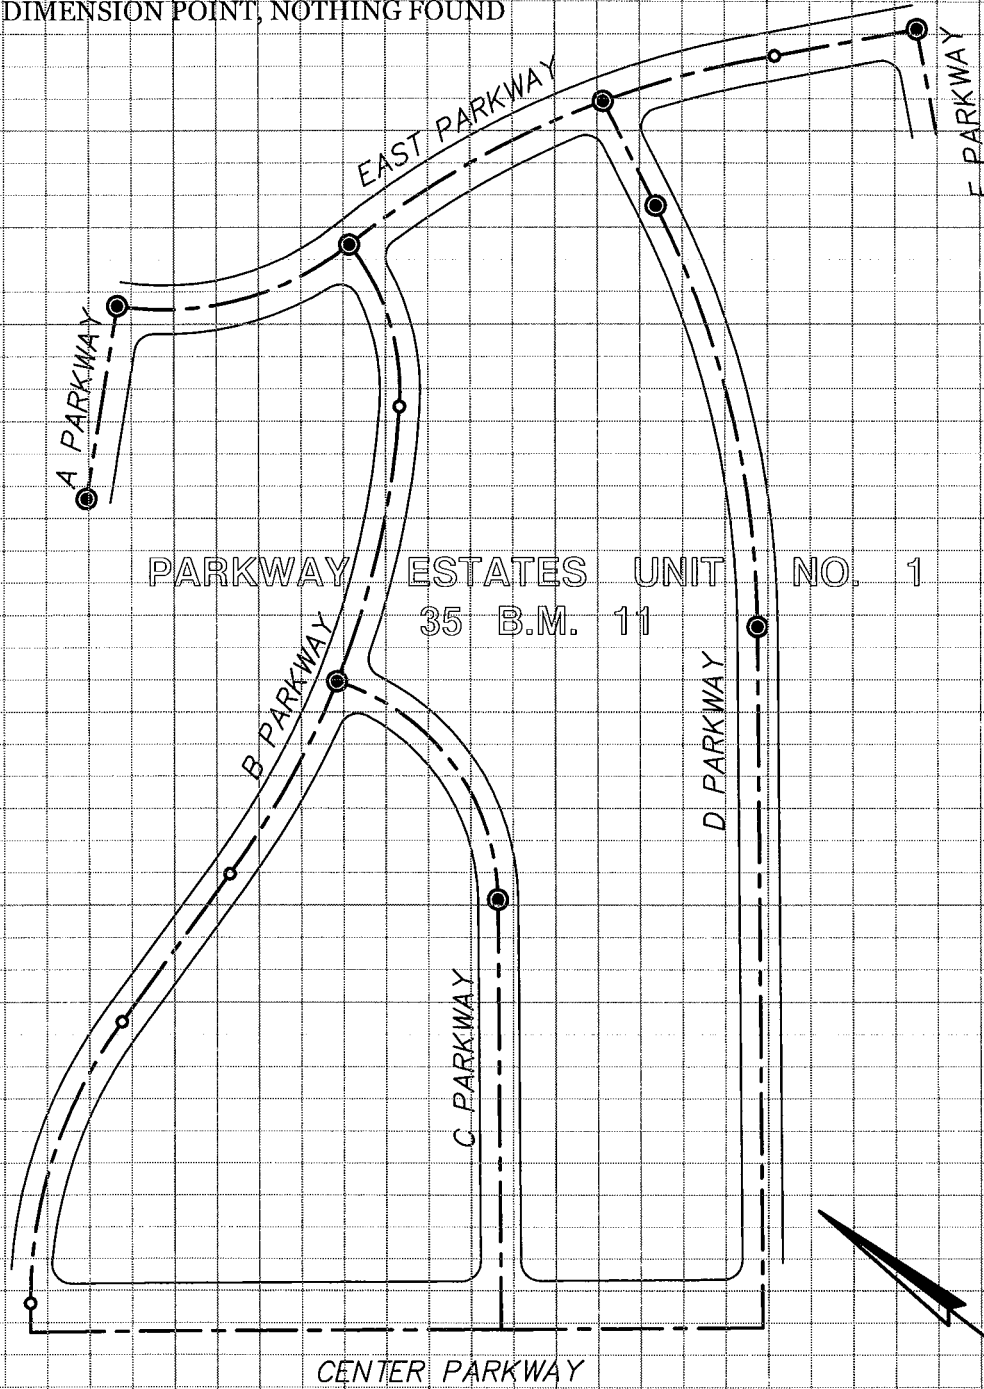 DIMENSION POINT, NOTHING FOUND
EAST PARKWAY
PARKWAY
A PARKWAY
PARKWAY ESTATES UNIT NO. 1
35 B.M. 11
B PARKWAY
D PARKWAY
C PARKWAY
CENTER PARKWAY